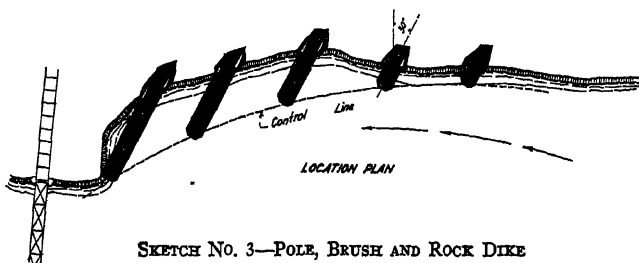 Control Line
LOCATION PLAN
SKETCH NO. 3—POLE, BRUSH AND ROCK DIKE